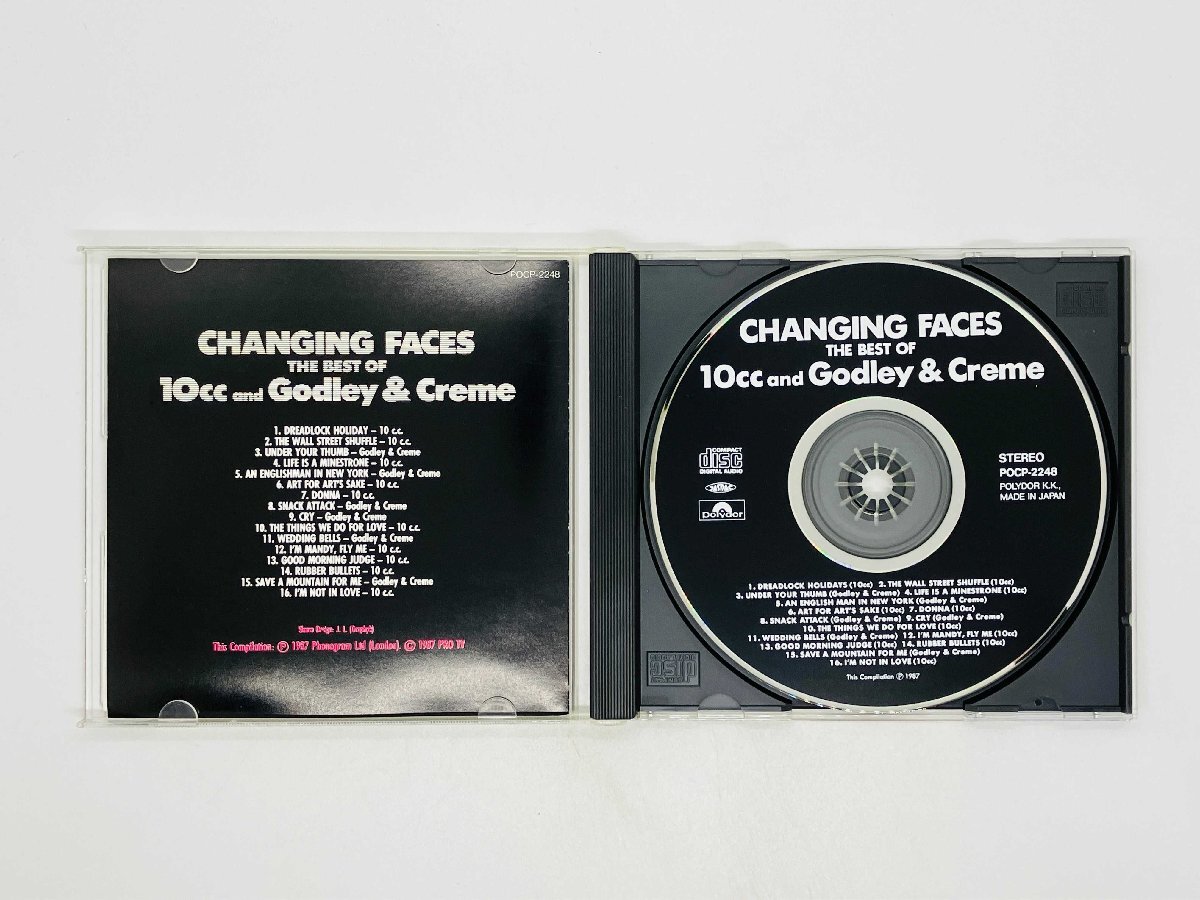 POCP-2248
CHANGING FACES
THE BEST OF
10cc and Godley & Creme
1. DREADLOCK HOLIDAY – 10 c.c.
2. THE WALL STREET SHUFFLE – 10 c.c.
3. UNDER YOUR THUMB – Godley & Creme
4. LIFE IS A MINESTRONE – 10 c.c.
5. AN ENGLISHMAN IN NEW YORK – Godley & Creme
6. ART FOR ART'S SAKE – 10 c.c.
7. DONNA – 10 c.c.
8. SNACK ATTACK – Godley & Creme
9. CRY – Godley & Creme
10. THE THINGS WE DO FOR LOVE – 10 c.c.
11. WEDDING BELLS – Godley & Creme
12. I'M MANDY, FLY ME – 10 c.c.
13. GOOD MORNING JUDGE – 10 c.c.
14. RUBBER BULLETS – 10 c.c.
15. SAVE A MOUNTAIN FOR ME – Godley & Creme
16. I'M NOT IN LOVE – 10 c.c.
This Compilation: ℗ 1987 Phonogram Ltd (London). © 1987 PRO TV
CHANGING FACES
THE BEST OF
10cc and Godley & Creme
COMPACT
disc
DIGITAL AUDIO
Polydor
STEREO
POCP-2248
POLYDOR K.K.,
MADE IN JAPAN
1. DREADLOCK HOLIDAYS (10cc) 2. THE WALL STREET SHUFFLE (10cc)
3. UNDER YOUR THUMB (Godley & Creme) 4. LIFE IS A MINESTRONE (10cc)
5. AN ENGLISH MAN IN NEW YORK (Godley & Creme)
6. ART FOR ART'S SAKE (10cc) 7. DONNA (10cc)
8. SNACK ATTACK (Godley & Creme) 9. CRY (Godley & Creme)
10. THE THINGS WE DO FOR LOVE (10cc)
11. WEDDING BELLS (Godley & Creme) 12. I'M MANDY, FLY ME (10cc)
13. GOOD MORNING JUDGE (10cc) 14. RUBBER BULLETS (10cc)
15. SAVE A MOUNTAIN FOR ME (Godley & Creme)
16. I'M NOT IN LOVE (10cc)
This Compilation ℗ 1987